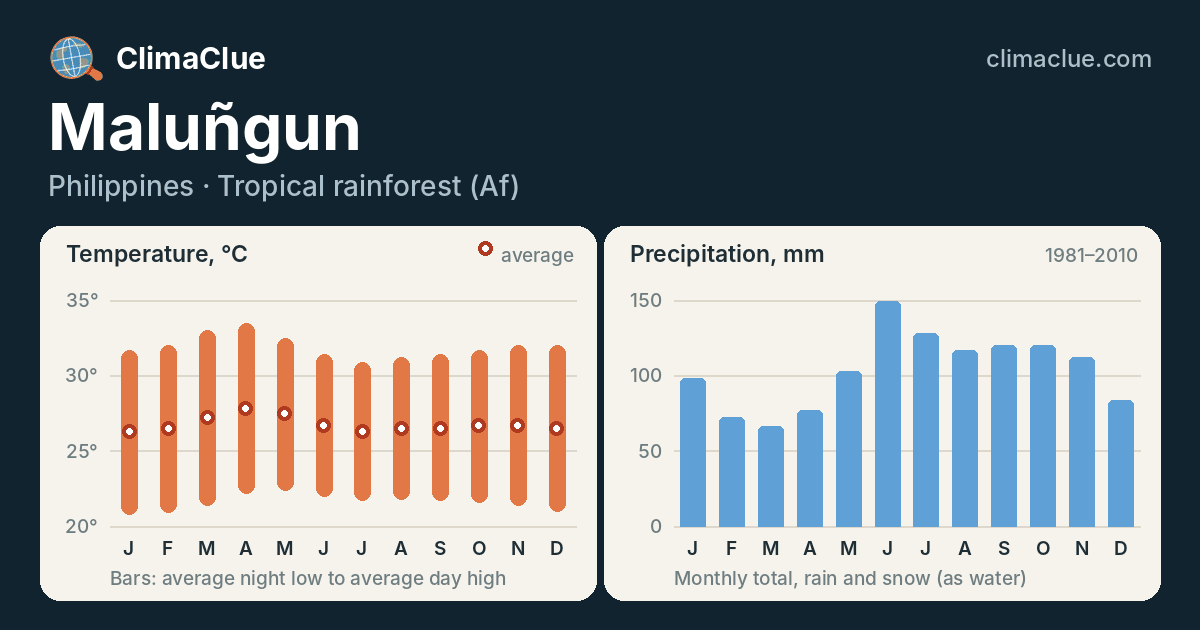 ClimaClue
climaclue.com
Maluñgun
Philippines · Tropical rainforest (Af)
Temperature, °C
average
35°
30°
25°
20°
J F M A M J J A S O N D
Bars: average night low to average day high
Precipitation, mm
1981–2010
150
100
50
0
J F M A M J J A S O N D
Monthly total, rain and snow (as water)